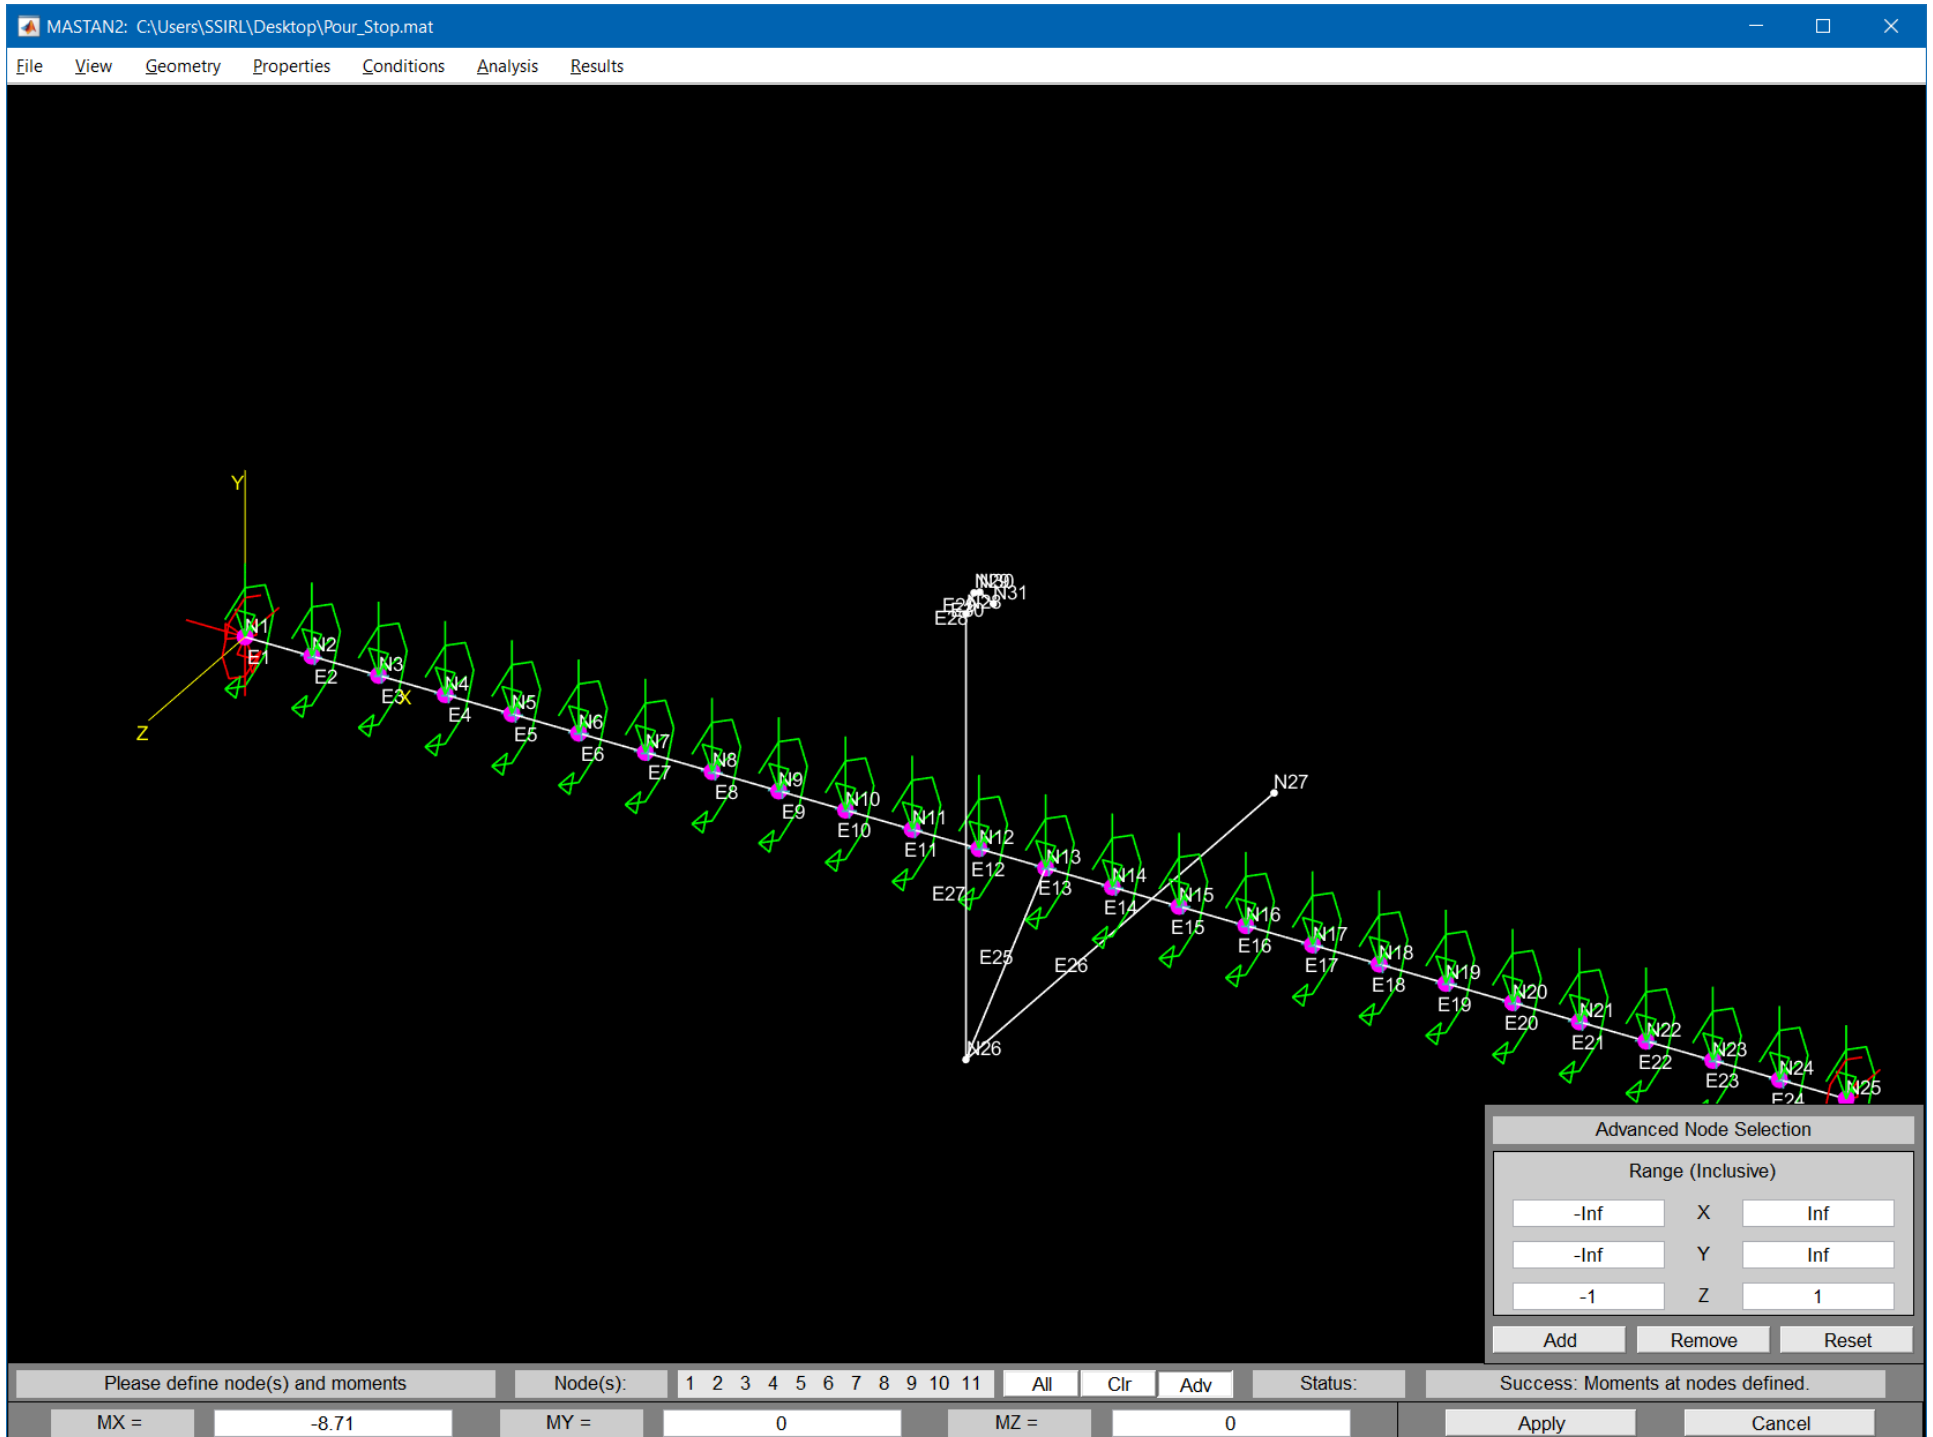 MASTAN2: C:\Users\SSIRL\Desktop\Pour_Stop.mat
File View Geometry Properties Conditions Analysis Results
Y
N30
N31
E28
N28
N1
E1
N2
E2
N3
E3
X
N4
E4
Z
N5
E5
N6
E6
N7
E7
N8
E8
N27
N9
E9
N10
E10
N11
E11
N12
E12
N13
E13
E27
N14
E14
N15
E15
N16
E16
N17
E17
E25
E26
N18
E18
N19
E19
N20
E20
N21
E21
N22
E22
N26
N23
E23
N24
E24
N25
Advanced Node Selection
Range (Inclusive)
-Inf X Inf
-Inf Y Inf
-1 Z 1
Add Remove Reset
Please define node(s) and moments Node(s): 1 2 3 4 5 6 7 8 9 10 11 All Clr Adv Status: Success: Moments at nodes defined.
MX = -8.71 MY = 0 MZ = 0 Apply Cancel